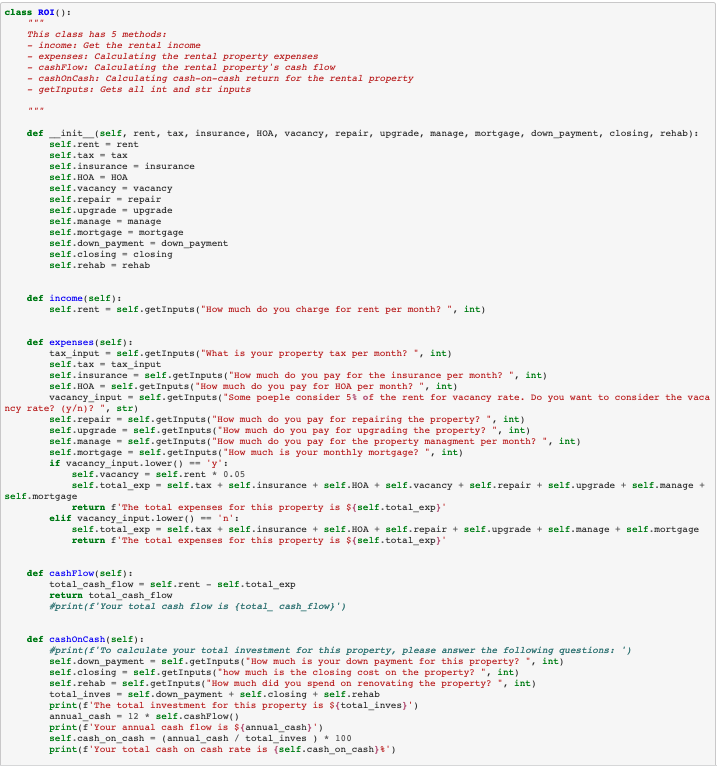 class ROI():
    """
    This class has 5 methods:
    - income: Get the rental income
    - expenses: Calculating the rental property expenses
    - cashFlow: Calculating the rental property's cash flow
    - cashOnCash: Calculating cash-on-cash return for the rental property
    - getInputs: Gets all int and str inputs
    """
    def __init__(self, rent, tax, insurance, HOA, vacancy, repair, upgrade, manage, mortgage, down_payment, closing, rehab):
        self.rent = rent
        self.tax = tax
        self.insurance = insurance
        self.HOA = HOA
        self.vacancy = vacancy
        self.repair = repair
        self.upgrade = upgrade
        self.manage = manage
        self.mortgage = mortgage
        self.down_payment = down_payment
        self.closing = closing
        self.rehab = rehab
    def income(self):
        self.rent = self.getInputs("How much do you charge for rent per month? ", int)
    def expenses(self):
        tax_input = self.getInputs("What is your property tax per month? ", int)
        self.tax = tax_input
        self.insurance = self.getInputs("How much do you pay for the insurance per month? ", int)
        self.HOA = self.getInputs("How much do you pay for HOA per month? ", int)
        vacancy_input = self.getInputs("Some poeple consider 5% of the rent for vacancy rate. Do you want to consider the vaca
ncy rate? (y/n)? ", str)
        self.repair = self.getInputs("How much do you pay for repairing the property? ", int)
        self.upgrade = self.getInputs("How much do you pay for upgrading the property? ", int)
        self.manage = self.getInputs("How much do you pay for the property managment per month? ", int)
        self.mortgage = self.getInputs("How much is your monthly mortgage? ", int)
        if vacancy_input.lower() == 'y':
            self.vacancy = self.rent * 0.05
            self.total_exp = self.tax + self.insurance + self.HOA + self.vacancy + self.repair + self.upgrade + self.manage +
self.mortgage
            return f'The total expenses for this property is ${self.total_exp}'
        elif vacancy_input.lower() == 'n':
            self.total_exp = self.tax + self.insurance + self.HOA + self.repair + self.upgrade + self.manage + self.mortgage
            return f'The total expenses for this property is ${self.total_exp}'
    def cashFlow(self):
        total_cash_flow = self.rent - self.total_exp
        return total_cash_flow
        #print(f'Your total cash flow is {total_ cash_flow}')
    def cashOnCash(self):
        #print(f'To calculate your total investment for this property, please answer the following questions: ')
        self.down_payment = self.getInputs("How much is your down payment for this property? ", int)
        self.closing = self.getInputs("how much is the closing cost on the property? ", int)
        self.rehab = self.getInputs("How much did you spend on renovating the property? ", int)
        total_inves = self.down_payment + self.closing + self.rehab
        print(f'The total investment for this property is ${total_inves}')
        annual_cash = 12 * self.cashFlow()
        print(f'Your annual cash flow is ${annual_cash}')
        self.cash_on_cash = (annual_cash / total_inves ) * 100
        print(f'Your total cash on cash rate is {self.cash_on_cash}%')